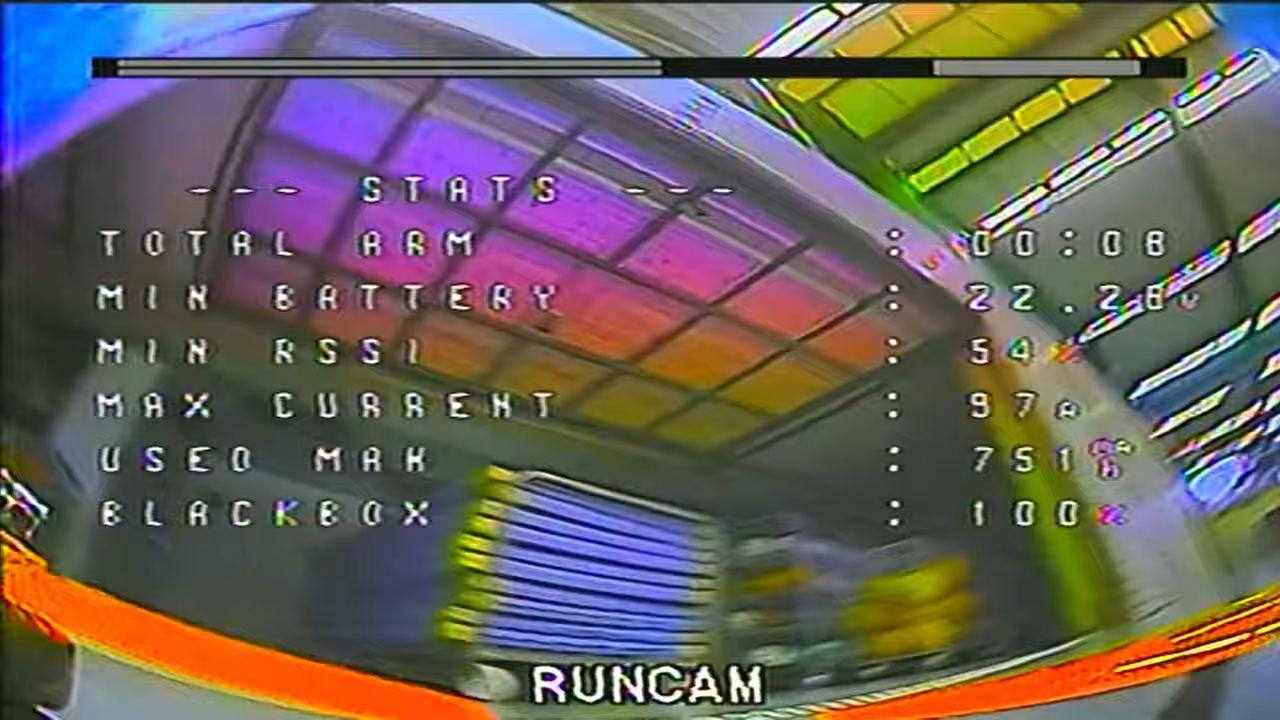 --- STATS ---
TOTAL ARM : 00:08
MIN BATTERY : 22.28V
MIN RSSI : 54%
MAX CURRENT : 97A
USED MAH : 751mAh
BLACKBOX : 100%
RUNCAM